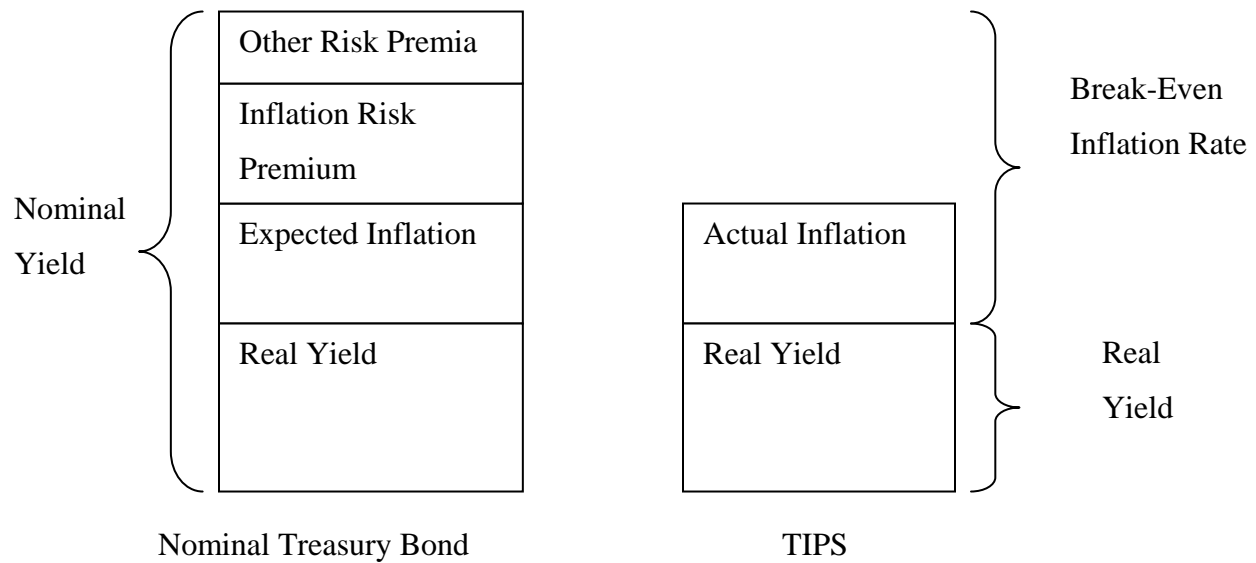 Other Risk Premia
Inflation Risk
Premium
Expected Inflation
Real Yield
Nominal
Yield
Actual Inflation
Real Yield
Break-Even
Inflation Rate
Real
Yield
Nominal Treasury Bond
TIPS